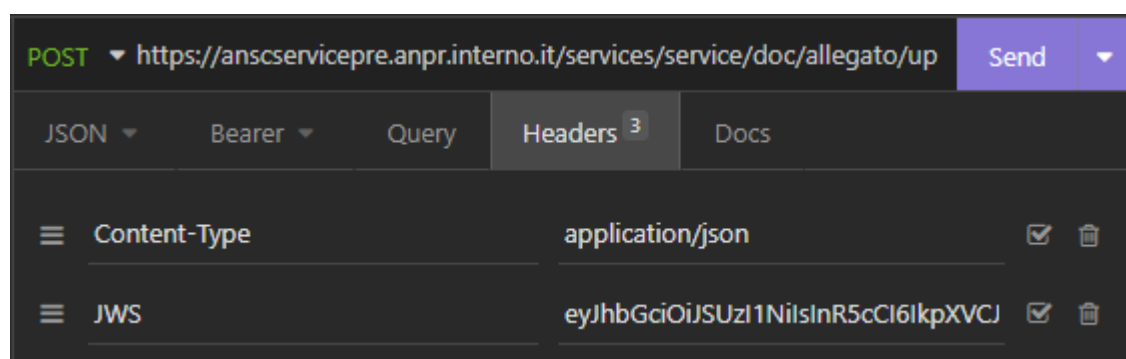 POST https://anscservicepre.anpr.interno.it/services/service/doc/allegato/up Send
JSON Bearer Query Headers 3 Docs
Content-Type application/json
JWS eyJhbGciOiJSUzI1NiIsInR5cCI6IkpXVCJ